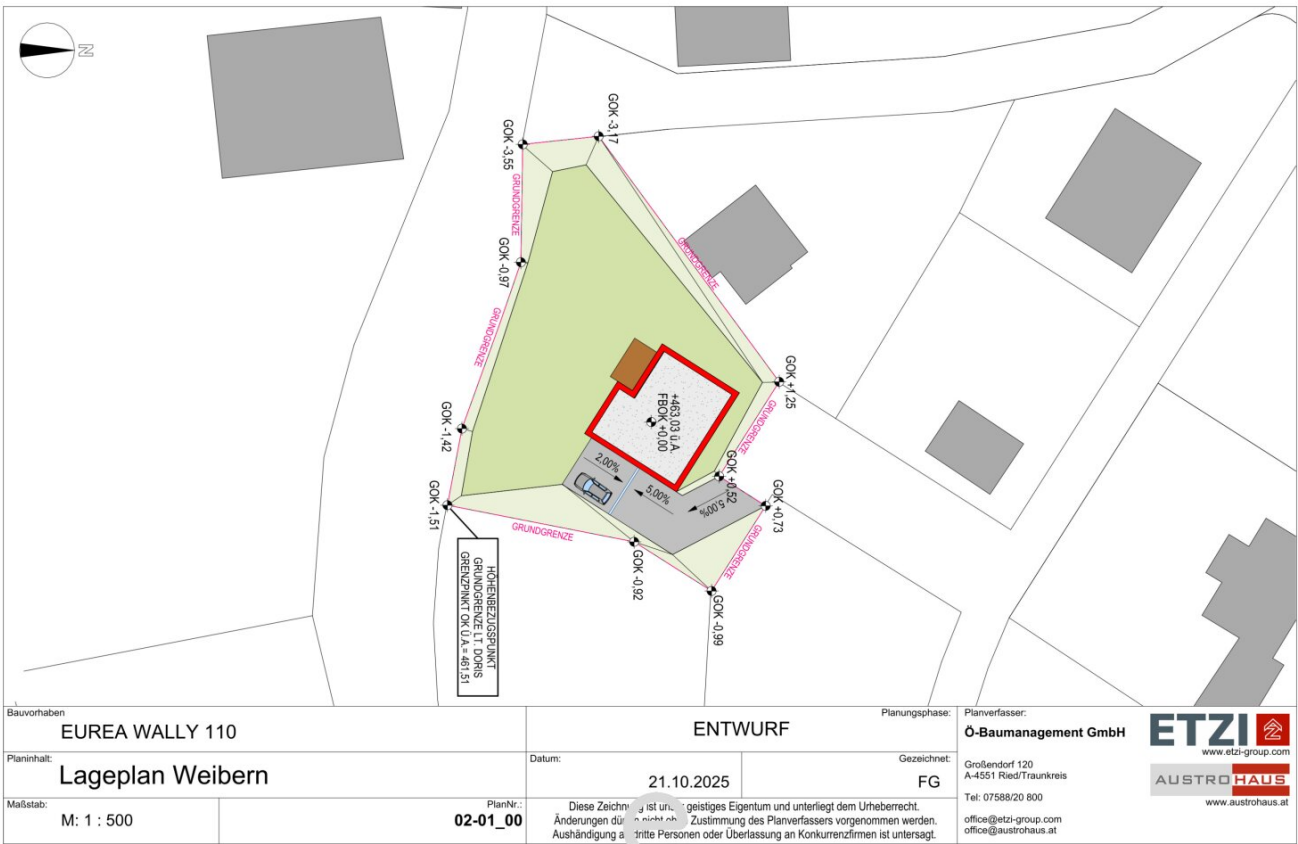 N
GOK -3,17
GOK -3,55
GRUNDGRENZE
GRUNDGRENZE
GOK -0,97
GRUNDGRENZE
GOK +1,25
GRUNDGRENZE
+463,03 ü.A.
FBOK +0,00
GOK -1,42
2,00%
5,00%
5,00%
GOK +0,52
GOK +0,73
GOK -1,51
GRUNDGRENZE
GRUNDGRENZE
GOK -0,92
GOK -0,99
HÖHENBEZUGSPUNKT
GRUNDGRENZE LT. DORIS
GRENZPINKT OK Ü.A.= 461,51
Bauvorhaben
EUREA WALLY 110
Planinhalt:
Lageplan Weibern
Maßstab:
M: 1 : 500
PlanNr.:
02-01_00
Planungsphase:
ENTWURF
Datum:
21.10.2025
Gezeichnet:
FG
Diese Zeichnung ist unser geistiges Eigentum und unterliegt dem Urheberrecht.
Änderungen dürfen nicht ohne Zustimmung des Planverfassers vorgenommen werden.
Aushändigung an dritte Personen oder Überlassung an Konkurrenzfirmen ist untersagt.
Planverfasser:
Ö-Baumanagement GmbH
Großendorf 120
A-4551 Ried/Traunkreis
Tel: 07588/20 800
office@etzi-group.com
office@austrohaus.at
ETZI
www.etzi-group.com
AUSTROHAUS
www.austrohaus.at